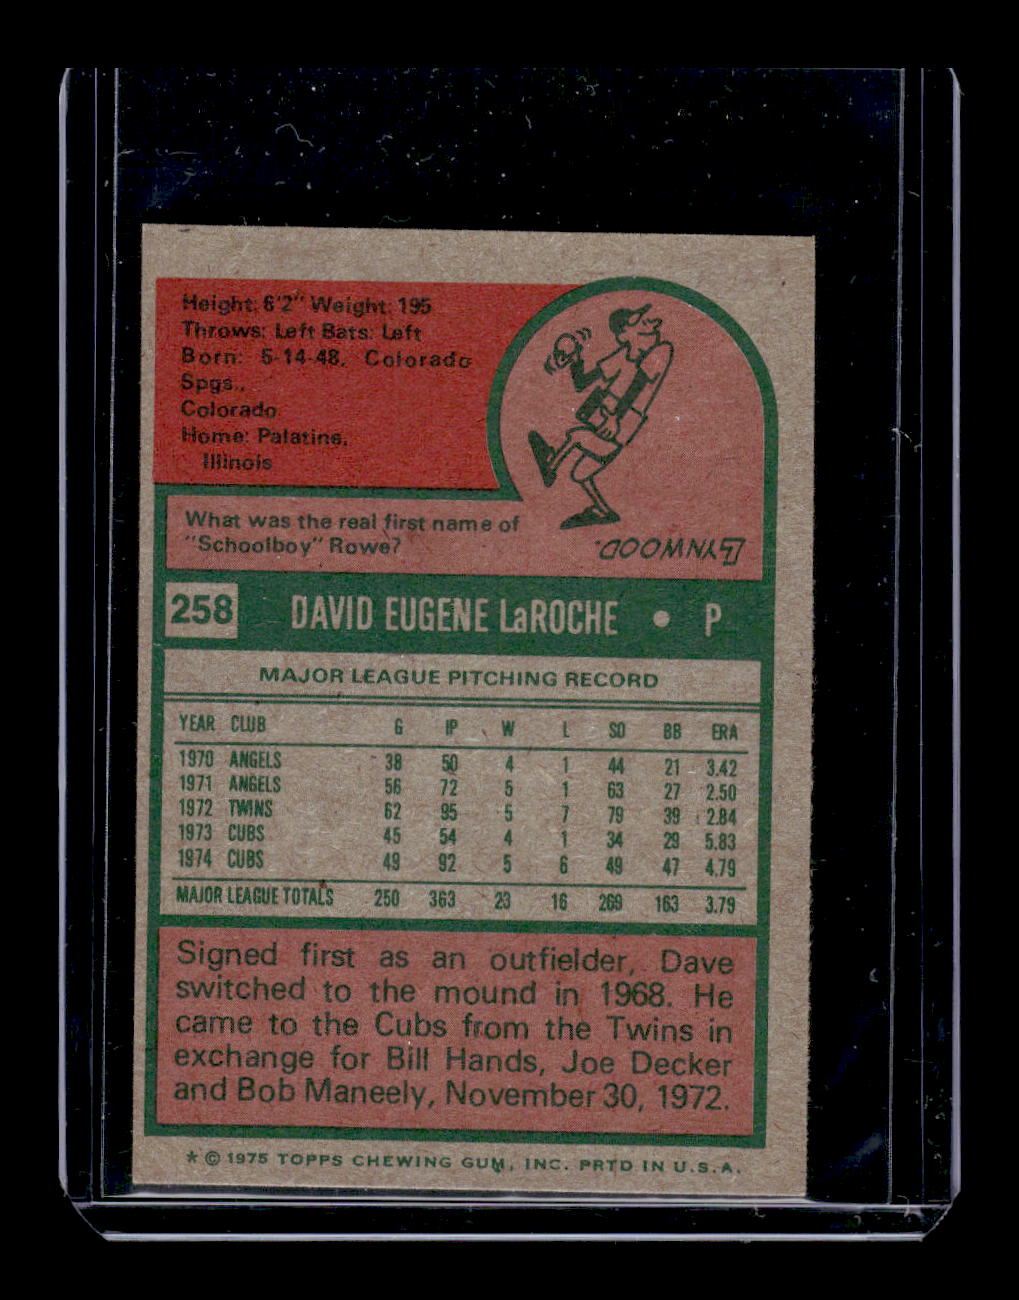 Height: 6'2" Weight: 195
Throws: Left Bats: Left
Born: 5-14-48, Colorado
Spgs.,
Colorado
Home: Palatine,
Illinois
What was the real first name of
"Schoolboy" Rowe?
LYNWOOD.
258 DAVID EUGENE LaROCHE • P
MAJOR LEAGUE PITCHING RECORD
YEAR CLUB G IP W L SO BB ERA
1970 ANGELS 38 50 4 1 44 21 3.42
1971 ANGELS 56 72 5 1 63 27 2.50
1972 TWINS 62 95 5 7 79 39 2.84
1973 CUBS 45 54 4 1 34 29 5.83
1974 CUBS 49 92 5 6 49 47 4.79
MAJOR LEAGUE TOTALS 250 363 23 16 269 163 3.79
Signed first as an outfielder, Dave
switched to the mound in 1968. He
came to the Cubs from the Twins in
exchange for Bill Hands, Joe Decker
and Bob Maneely, November 30, 1972.
* © 1975 TOPPS CHEWING GUM, INC. PRTD IN U.S.A.